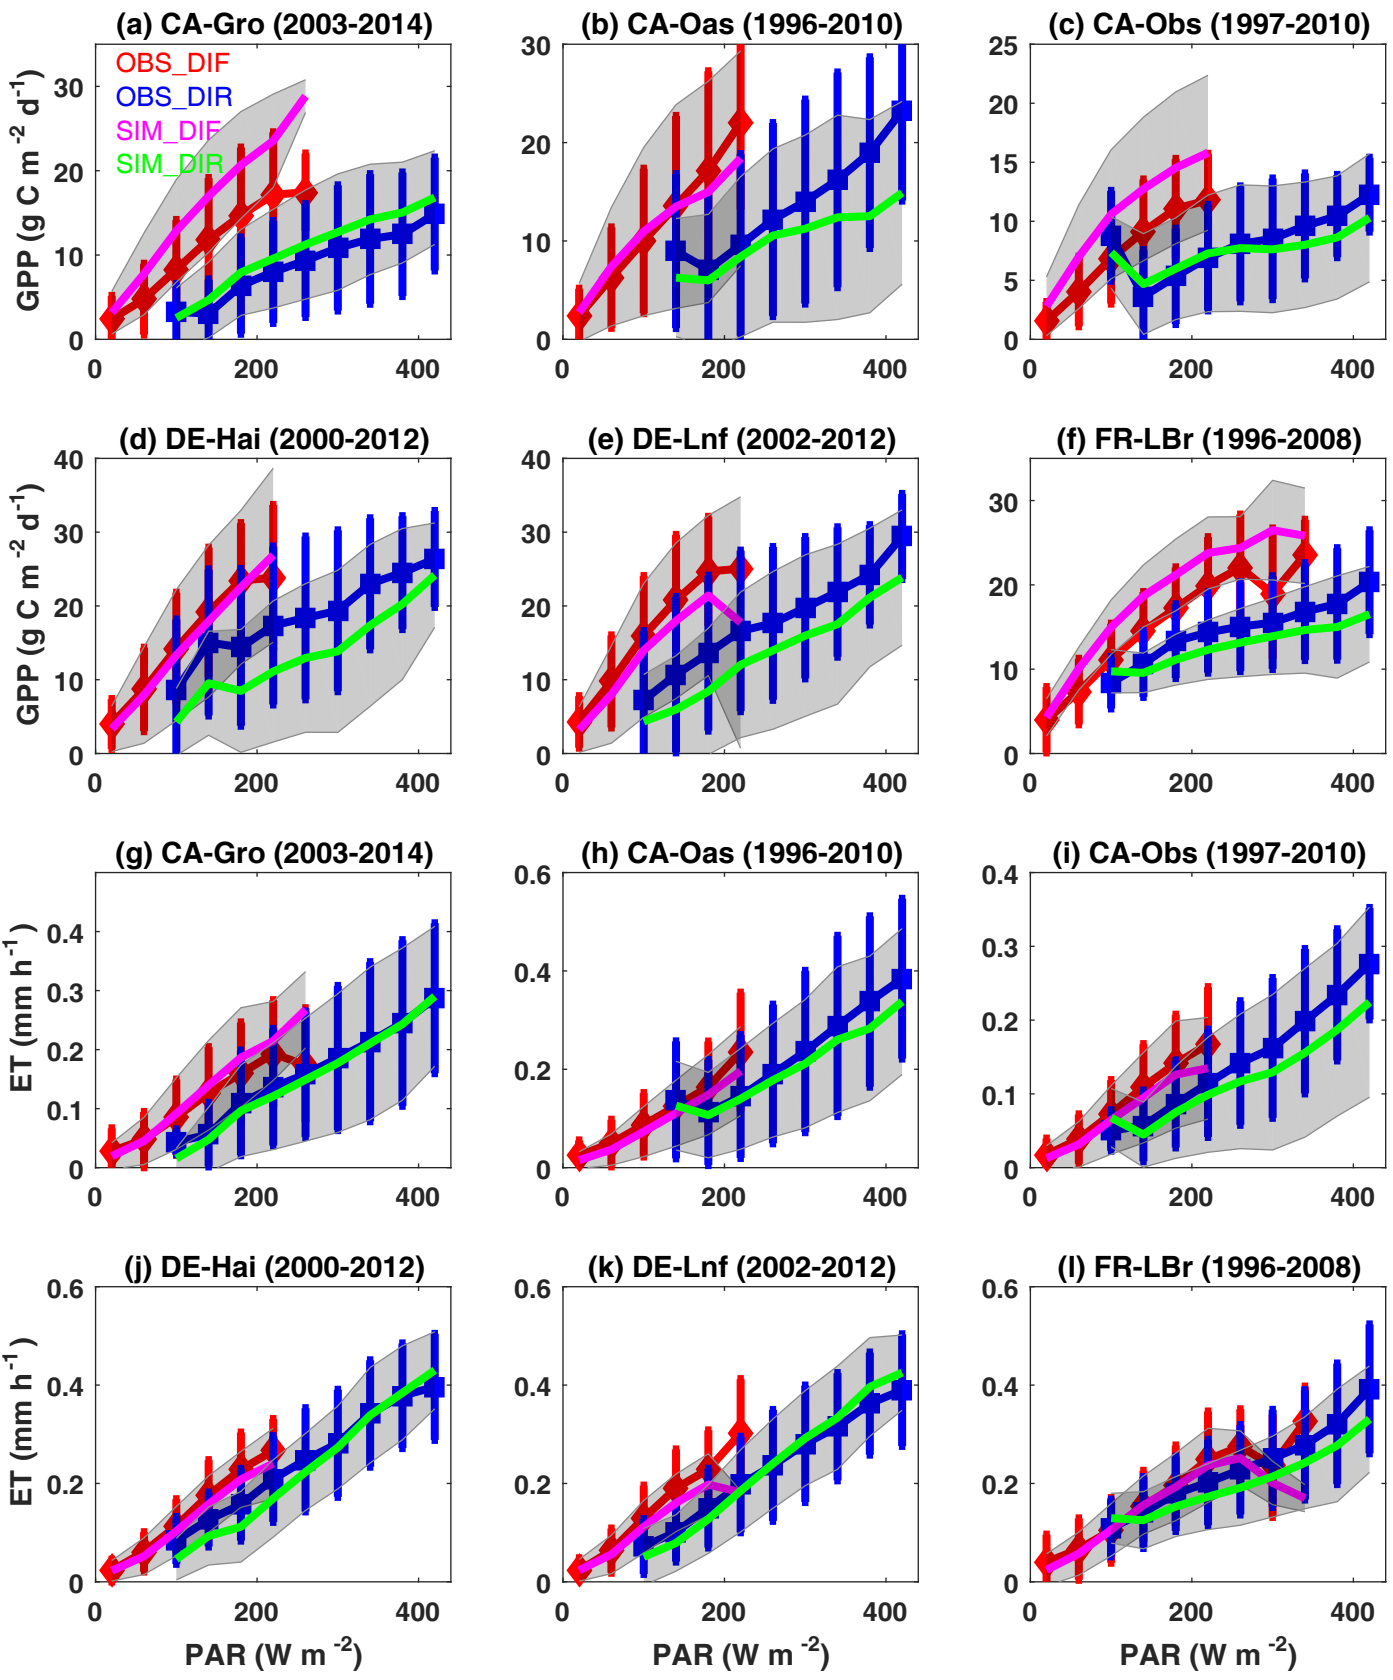 (a) CA-Gro (2003-2014)
(b) CA-Oas (1996-2010)
(c) CA-Obs (1997-2010)
GPP (g C m⁻² d⁻¹)
OBS_DIF
OBS_DIR
SIM_DIF
SIM_DIR
30
20
10
0
0 200 400
30
20
10
0
0 200 400
25
20
15
10
5
0
0 200 400
(d) DE-Hai (2000-2012)
(e) DE-Lnf (2002-2012)
(f) FR-LBr (1996-2008)
GPP (g C m⁻² d⁻¹)
40
30
20
10
0
0 200 400
40
30
20
10
0
0 200 400
30
20
10
0
0 200 400
(g) CA-Gro (2003-2014)
(h) CA-Oas (1996-2010)
(i) CA-Obs (1997-2010)
ET (mm h⁻¹)
0.4
0.3
0.2
0.1
0
0 200 400
0.6
0.4
0.2
0
0 200 400
0.4
0.3
0.2
0.1
0
0 200 400
(j) DE-Hai (2000-2012)
(k) DE-Lnf (2002-2012)
(l) FR-LBr (1996-2008)
ET (mm h⁻¹)
0.6
0.4
0.2
0
0 200 400
PAR (W m⁻²)
0.6
0.4
0.2
0
0 200 400
PAR (W m⁻²)
0.6
0.4
0.2
0
0 200 400
PAR (W m⁻²)